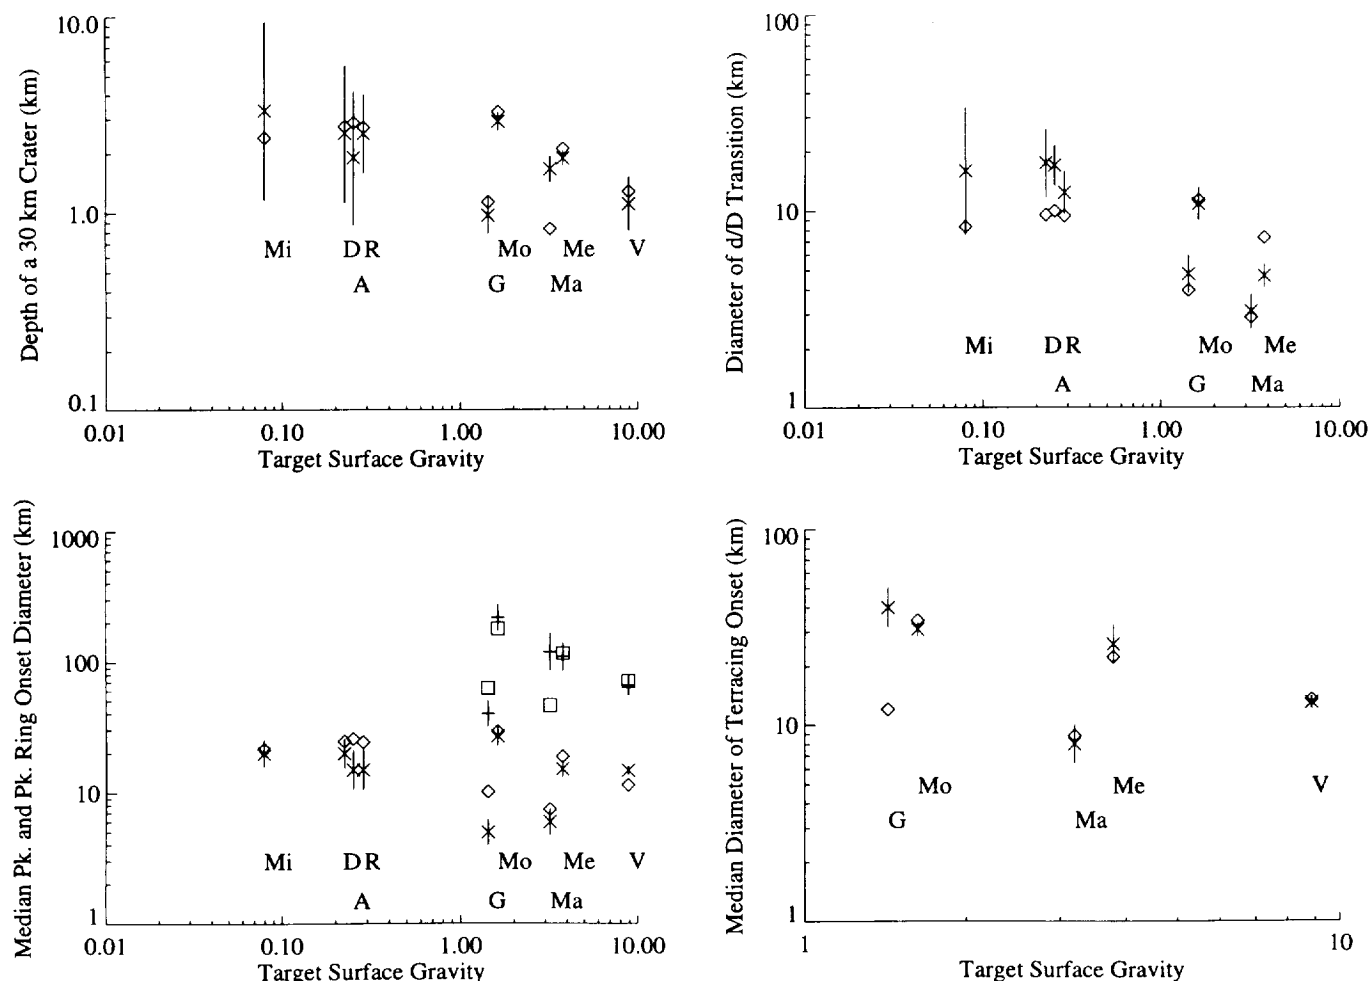 Depth of a 30 km Crater (km)
10.0
1.0
0.1
Mi D R Mo Me V
A G Ma
0.01 0.10 1.00 10.00
Target Surface Gravity
Diameter of d/D Transition (km)
100
10
1
Mi D R Mo Me
A G Ma
0.01 0.10 1.00 10.00
Target Surface Gravity
Median Pk. and Pk. Ring Onset Diameter (km)
1000
100
10
1
Mi D R Mo Me V
A G Ma
0.01 0.10 1.00 10.00
Target Surface Gravity
Median Diameter of Terracing Onset (km)
100
10
1
Mo Me V
G Ma
1 10
Target Surface Gravity